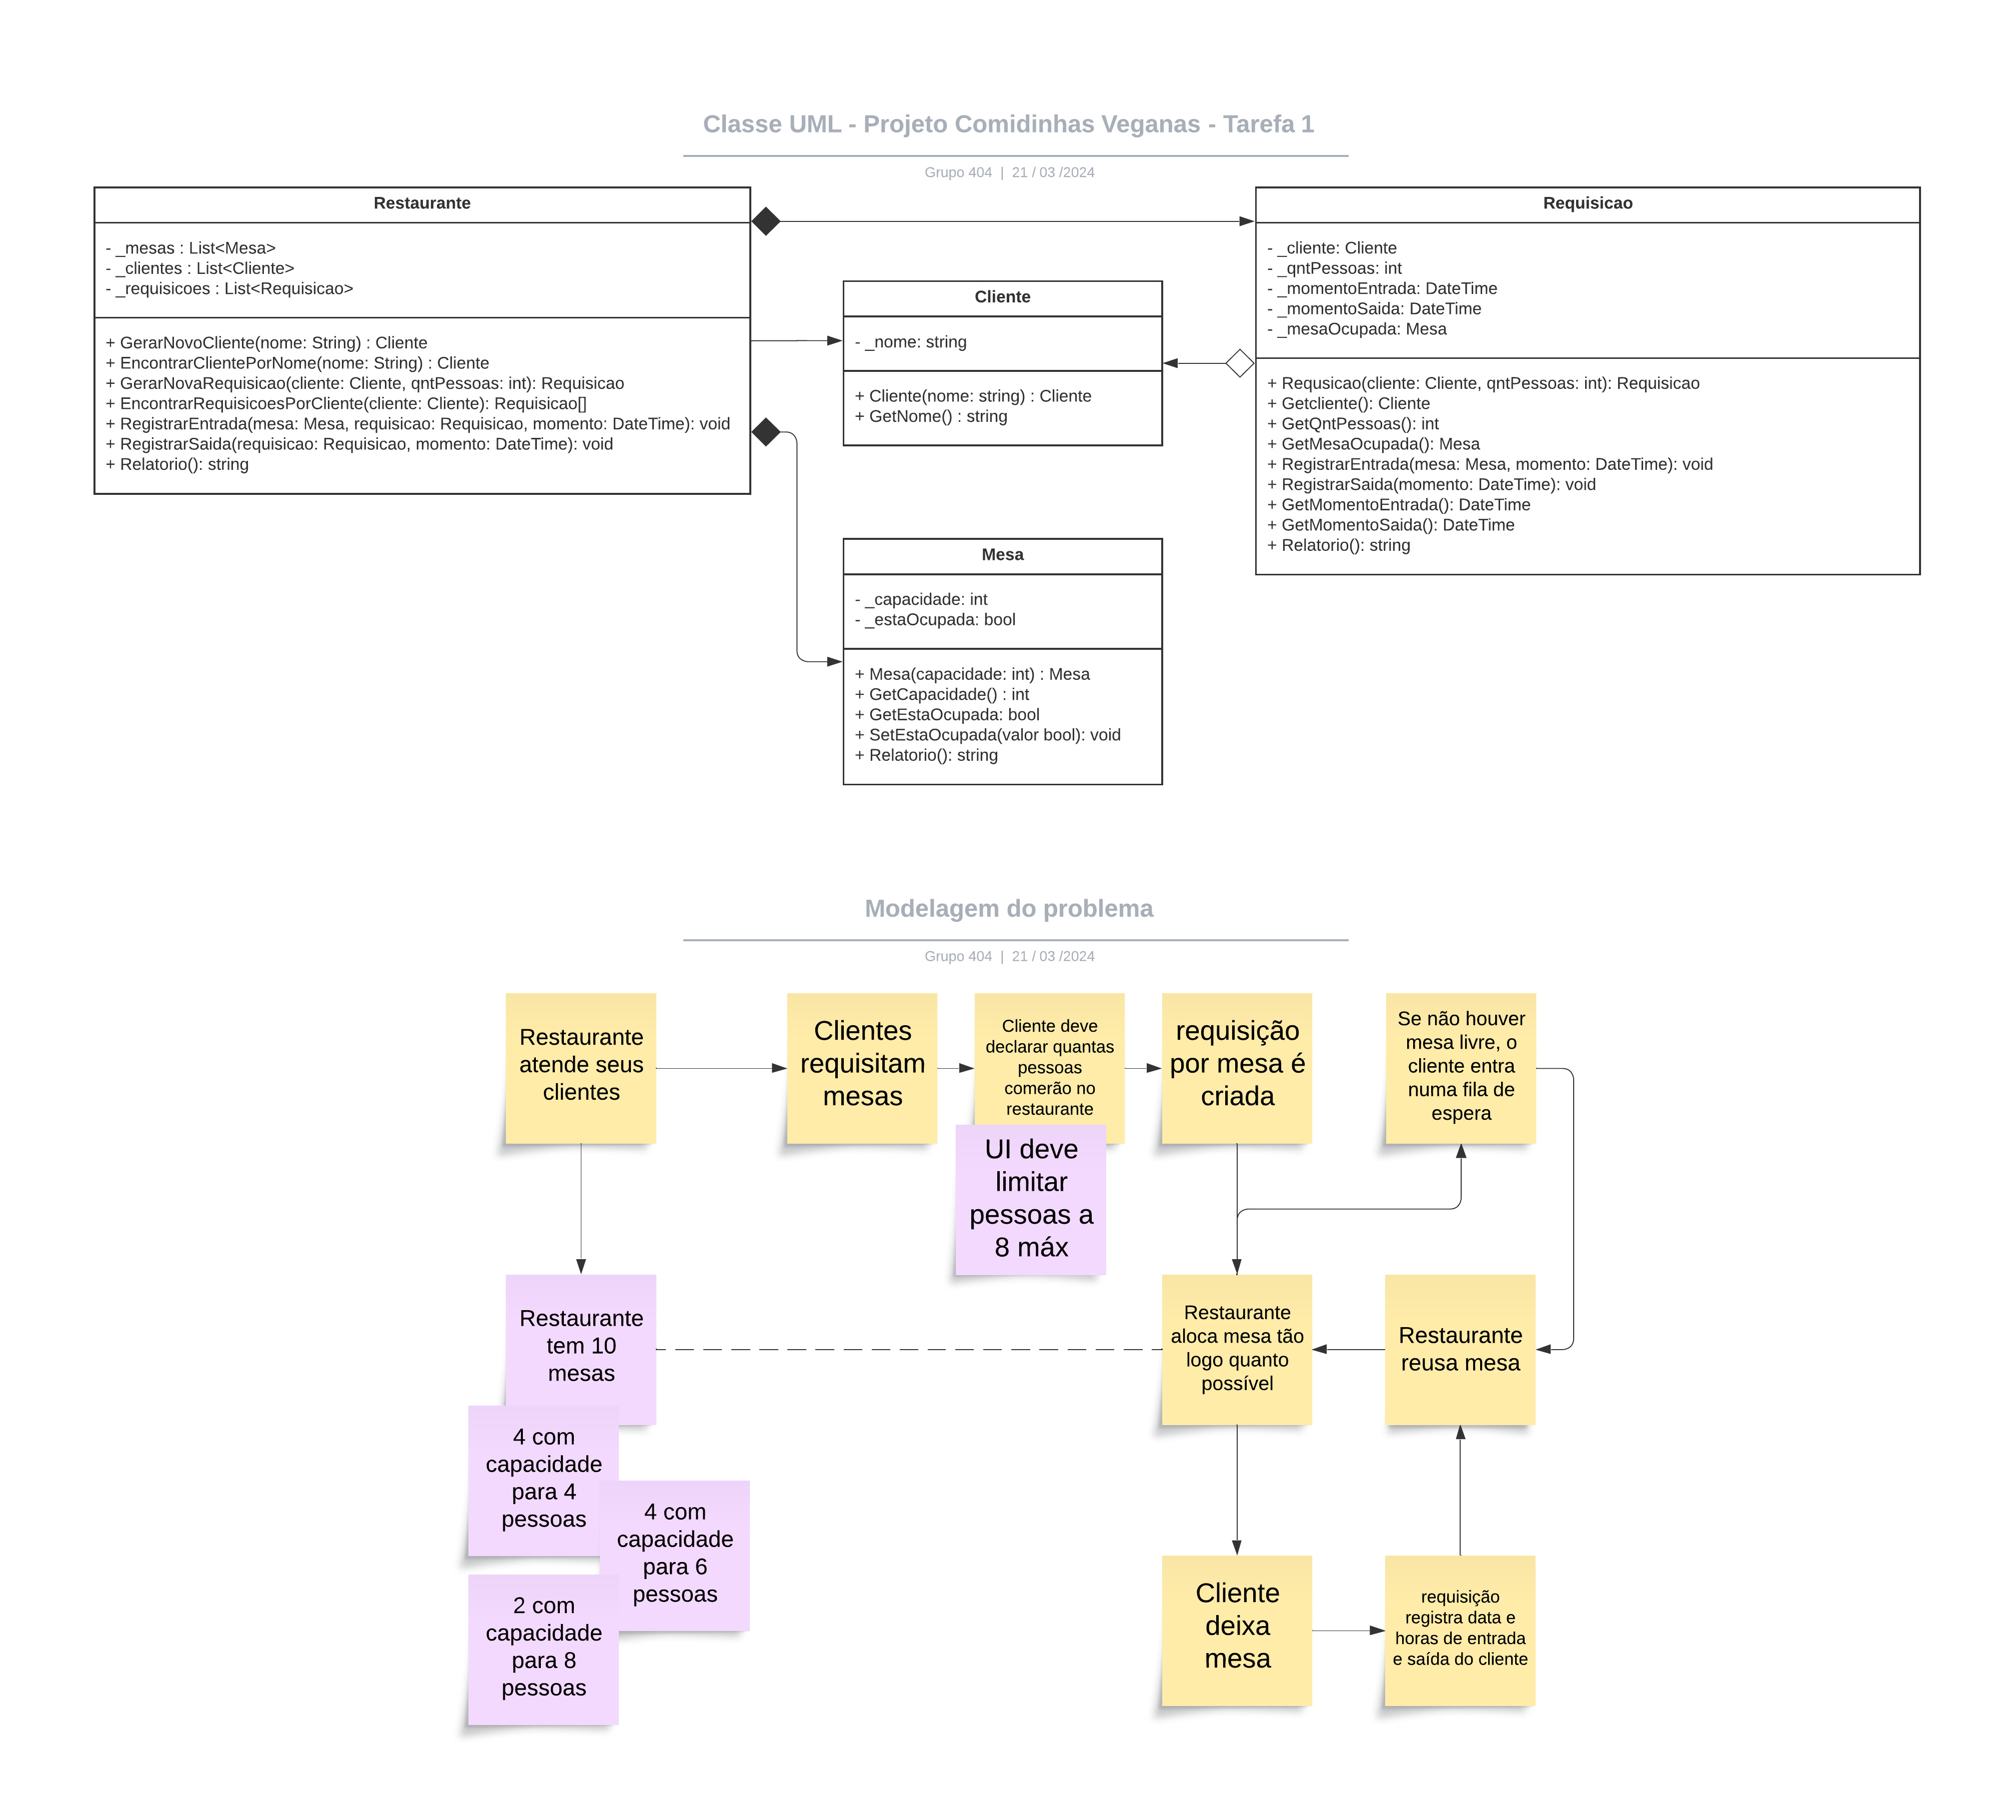 Classe UML - Projeto Comidinhas Veganas - Tarefa 1
Grupo 404 | 21 / 03 /2024
Restaurante
- _mesas : List<Mesa>
- _clientes : List<Cliente>
- _requisicoes : List<Requisicao>
+ GerarNovoCliente(nome: String) : Cliente
+ EncontrarClientePorNome(nome: String) : Cliente
+ GerarNovaRequisicao(cliente: Cliente, qntPessoas: int): Requisicao
+ EncontrarRequisicoesPorCliente(cliente: Cliente): Requisicao[]
+ RegistrarEntrada(mesa: Mesa, requisicao: Requisicao, momento: DateTime): void
+ RegistrarSaida(requisicao: Requisicao, momento: DateTime): void
+ Relatorio(): string
Cliente
- _nome: string
+ Cliente(nome: string) : Cliente
+ GetNome() : string
Requisicao
- _cliente: Cliente
- _qntPessoas: int
- _momentoEntrada: DateTime
- _momentoSaida: DateTime
- _mesaOcupada: Mesa
+ Requsicao(cliente: Cliente, qntPessoas: int): Requisicao
+ Getcliente(): Cliente
+ GetQntPessoas(): int
+ GetMesaOcupada(): Mesa
+ RegistrarEntrada(mesa: Mesa, momento: DateTime): void
+ RegistrarSaida(momento: DateTime): void
+ GetMomentoEntrada(): DateTime
+ GetMomentoSaida(): DateTime
+ Relatorio(): string
Mesa
- _capacidade: int
- _estaOcupada: bool
+ Mesa(capacidade: int) : Mesa
+ GetCapacidade() : int
+ GetEstaOcupada: bool
+ SetEstaOcupada(valor bool): void
+ Relatorio(): string
Modelagem do problema
Grupo 404 | 21 / 03 /2024
Restaurante
atende seus
clientes
Clientes
requisitam
mesas
Cliente deve
declarar quantas
pessoas
comerão no
restaurante
UI deve
limitar
pessoas a
8 máx
requisição
por mesa é
criada
Se não houver
mesa livre, o
cliente entra
numa fila de
espera
Restaurante
tem 10
mesas
4 com
capacidade
para 4
pessoas
4 com
capacidade
para 6
pessoas
2 com
capacidade
para 8
pessoas
Restaurante
aloca mesa tão
logo quanto
possível
Restaurante
reusa mesa
Cliente
deixa
mesa
requisição
registra data e
horas de entrada
e saída do cliente